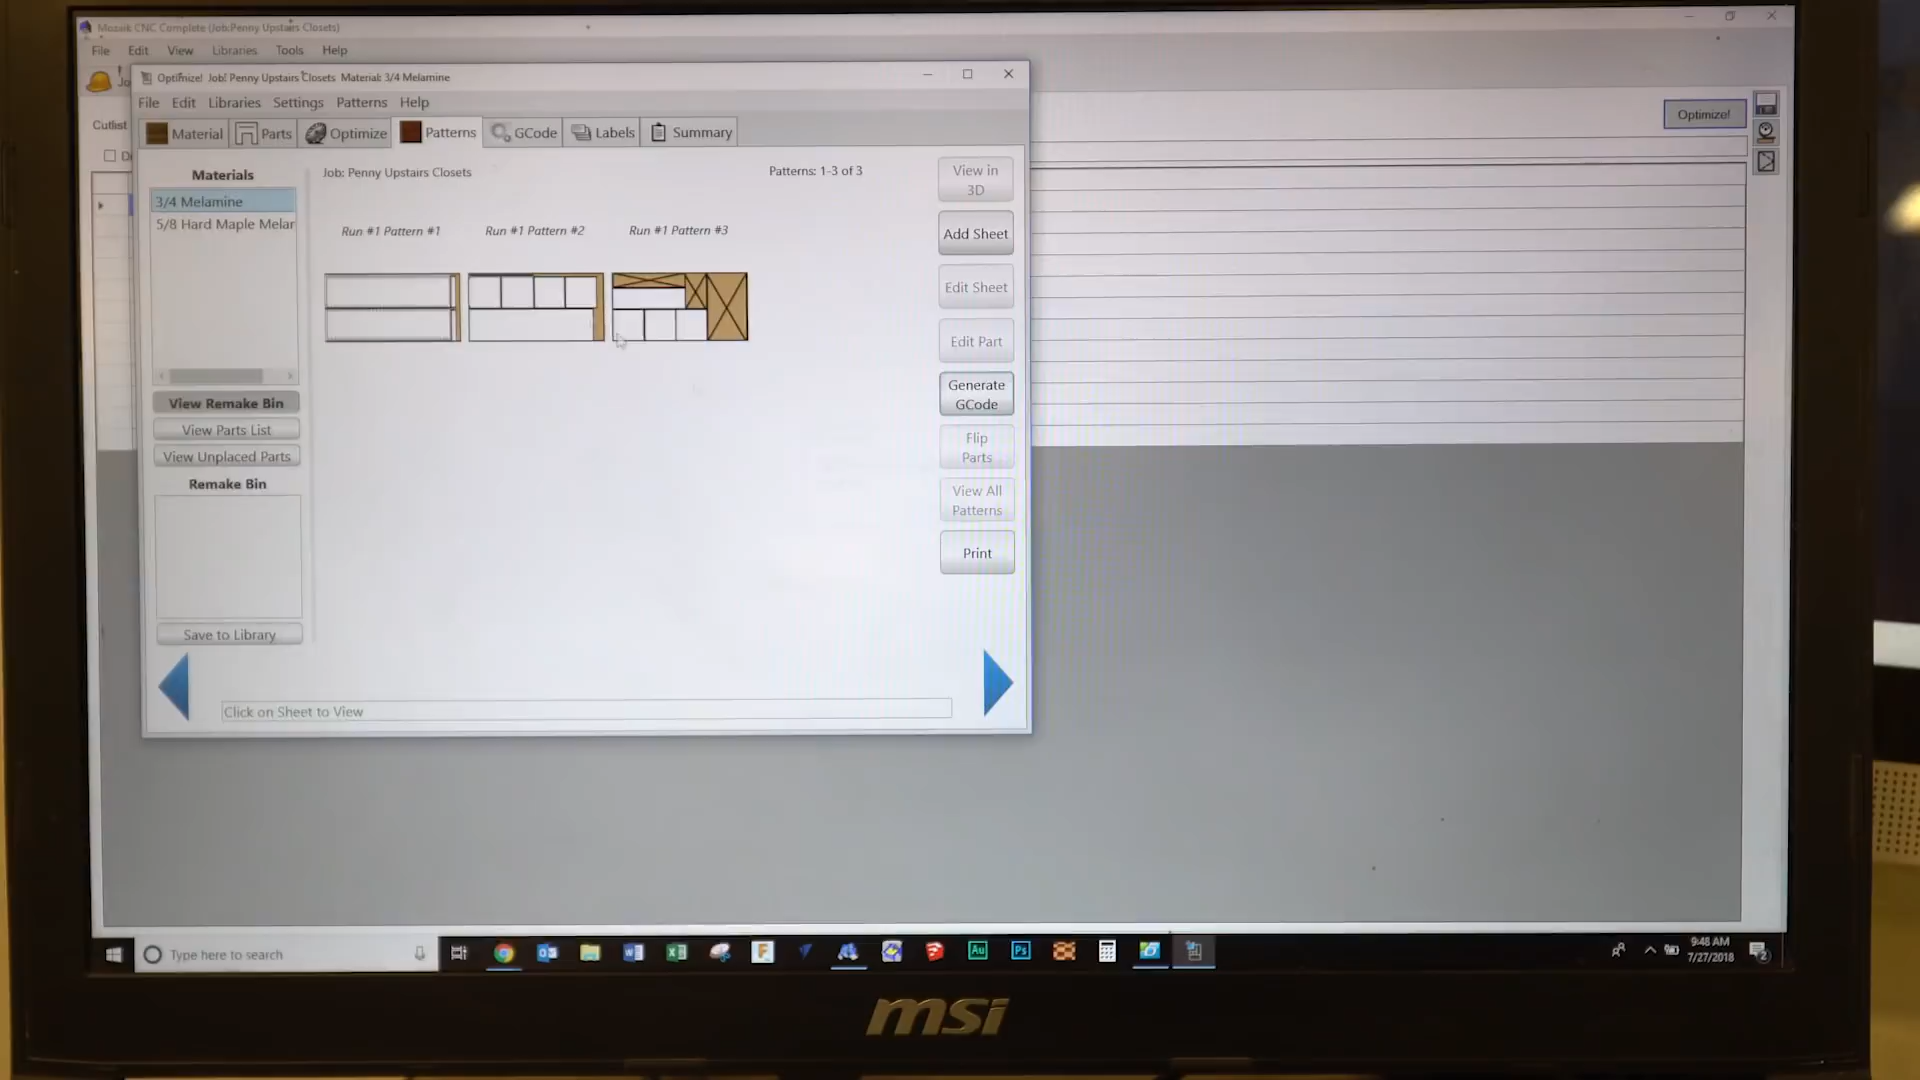 Mozaik CNC Complete (Job:Penny Upstairs Closets)
File Edit View Libraries Tools Help
Optimize! Job: Penny Upstairs Closets Material: 3/4 Melamine
File Edit Libraries Settings Patterns Help
Material Parts Optimize Patterns GCode Labels Summary
Cutlist
Optimize!
Materials
3/4 Melamine
5/8 Hard Maple Melar
Job: Penny Upstairs Closets
Patterns: 1-3 of 3
Run #1 Pattern #1
Run #1 Pattern #2
Run #1 Pattern #3
View in
3D
Add Sheet
Edit Sheet
Edit Part
Generate
GCode
Flip
Parts
View All
Patterns
Print
View Remake Bin
View Parts List
View Unplaced Parts
Remake Bin
Save to Library
Click on Sheet to View
Type here to search
Au
Ps
9:48 AM
7/27/2018
2
msi